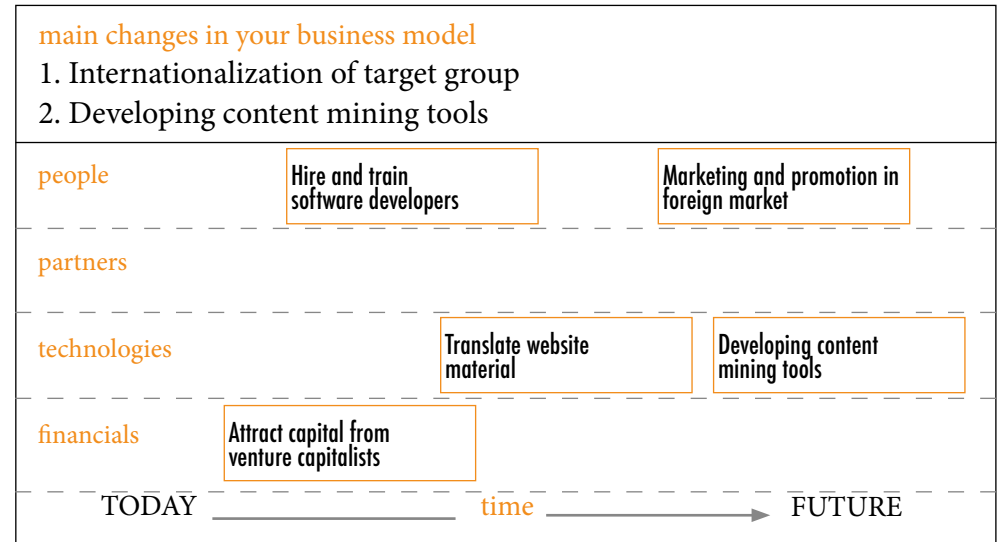 main changes in your business model
1. Internationalization of target group
2. Developing content mining tools
people
Hire and train
software developers
Marketing and promotion in
foreign market
partners
technologies
Translate website
material
Developing content
mining tools
financials
Attract capital from
venture capitalists
TODAY
time
FUTURE